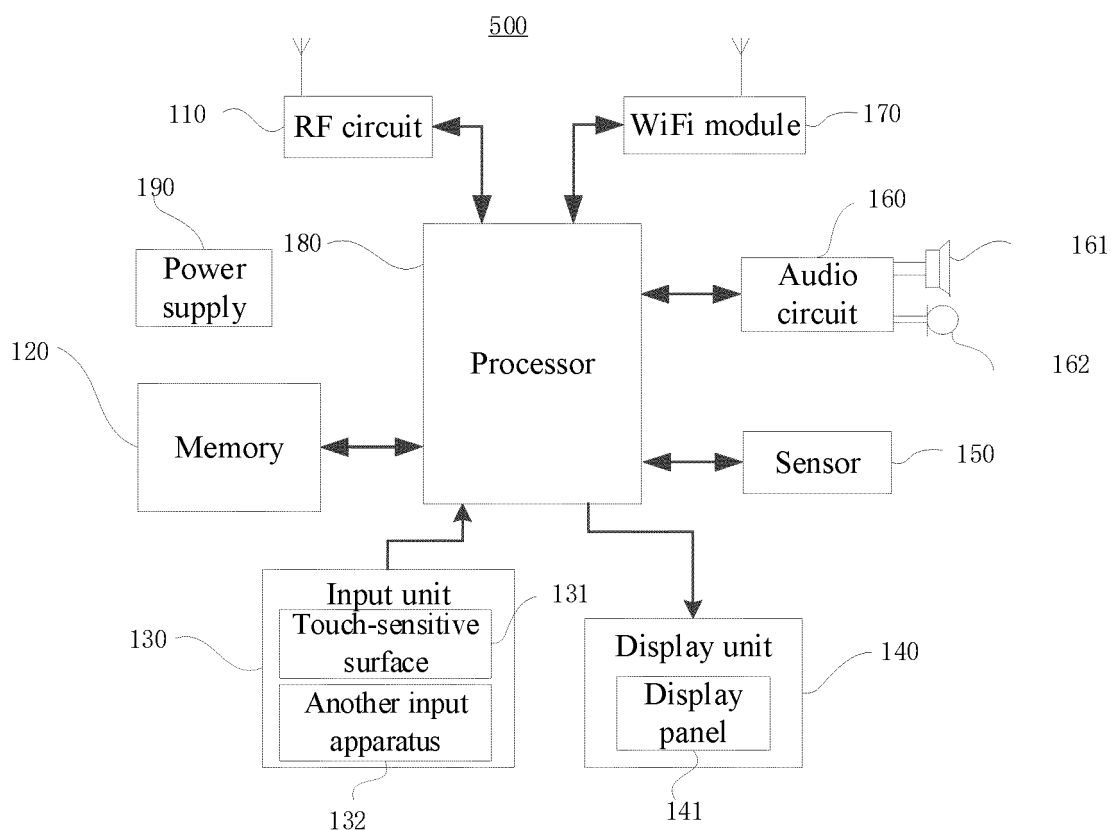 500
110
RF circuit
WiFi module
170
190
180
160
161
Power
supply
Audio
circuit
162
120
Processor
Memory
Sensor
150
Input unit
131
130
Touch-sensitive
surface
Display unit
140
Another input
apparatus
Display
panel
132
141